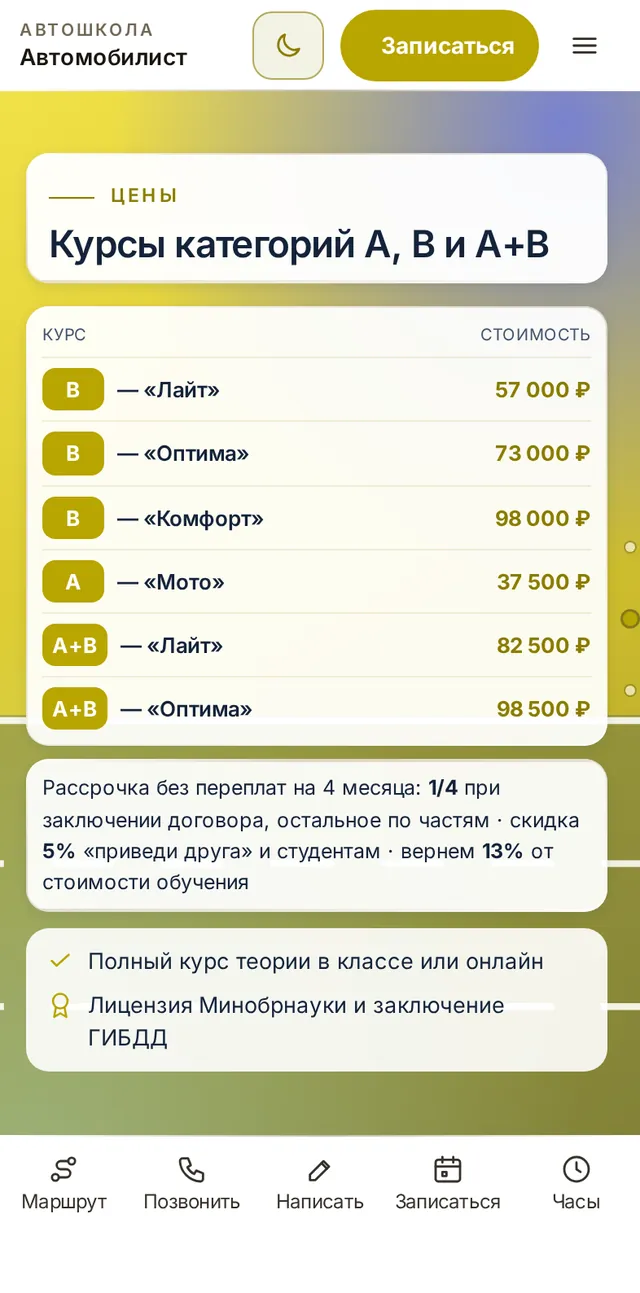 АВТОШКОЛА
Автомобилист
Записаться
ЦЕНЫ
Курсы категорий А, В и А+В
КУРС СТОИМОСТЬ
B — «Лайт» 57 000 ₽
B — «Оптима» 73 000 ₽
B — «Комфорт» 98 000 ₽
A — «Мото» 37 500 ₽
A+B — «Лайт» 82 500 ₽
A+B — «Оптима» 98 500 ₽
Рассрочка без переплат на 4 месяца: 1/4 при
заключении договора, остальное по частям · скидка
5% «приведи друга» и студентам · вернем 13% от
стоимости обучения
Полный курс теории в классе или онлайн
Лицензия Минобрнауки и заключение
ГИБДД
Маршрут Позвонить Написать Записаться Часы